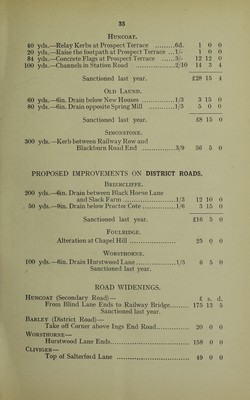 33
Huncoat.
40 yds.—Relay Kerbs at Prospect Terrace .........6d. 1 0 0
20 yds.—Raise the footpath at Prospect Terrace ...1/- 1 0 0
84 yds.—Concrete Flags at Prospect Terrace ......3/- 12 12 0
100 yds.—Channels in Station Road ..................2/10 14 3 4
Sanctioned last year. £28 15 4
Old Laund.
60 yds.—6in. Drain below New Houses ............1/3 3 15 0
80 yds.—6in. Drain opposite Spring Mill ............1/3 5 0 0
Sanctioned last year. £8 15 0
Simonstone.
300 yds.—Kerb between Railway Row and
Blackburn Road End ...............3/9 56 5 0
PROPOSED IMPROVEMENTS ON DISTRICT ROADS.
Briercliffe.
200 yds.—6in. Drain between Black Horse Lane
and Slack Farm ........................1/3 12 10 0
50 yds.—9in. Drain below Proctor Cote ...............1/6 3 15 0
Sanctioned last year. £16 5 0
Foulridge.
Alteration at Chapel Hill ........................ 25 0 0
Worsthorne.
100 yds.—6in. Drain Hurstwood Lane..................1/3 6 5 0
Sanctioned last year.
ROAD WIDENINGS.
Huncoat (Secondary Road)— £ s. d.
From Blind Lane Ends to Railway Bridge......... 175 13 5
Sanctioned last year.
Barley (District Road)—
Take off Corner above Ings End Road............... 20 0 0
Worsthorne—
Hurstwood Lane Ends................................. 158 0 0
Cliviger—
Top of Salterford Lane .............................. 49 0 0